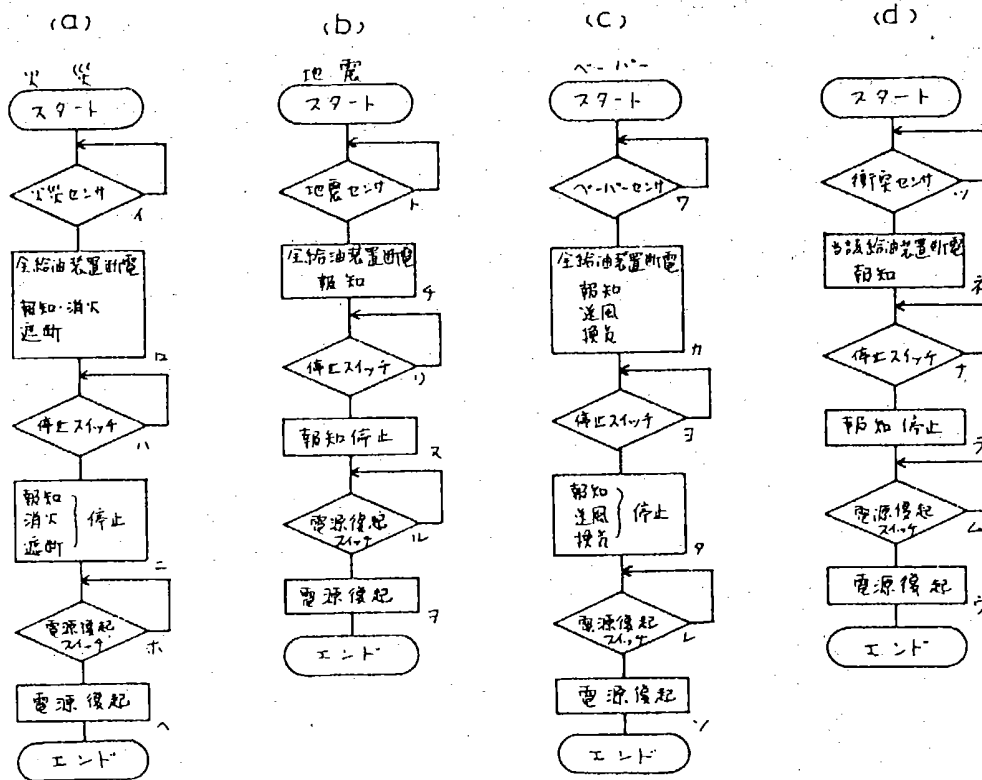 (a)
火災
スタート
火災センサ
イ
全給油装置断電
報知・消火
遮断
ロ
停止スイッチ
ハ
報知
消火
遮断
停止
ニ
電源復起
スイッチ
ホ
電源復起
ヘ
エンド
(b)
地震
スタート
地震センサ
ト
全給油装置断電
報知
チ
停止スイッチ
リ
報知停止
ヌ
電源復起
スイッチ
ル
電源復起
ヲ
エンド
(c)
ベーパー
スタート
ベーパーセンサ
ワ
全給油装置断電
報知
送風
換気
カ
停止スイッチ
ヨ
報知
送風
換気
停止
タ
電源復起
スイッチ
レ
電源復起
ソ
エンド
(d)
スタート
衝突センサ
ツ
当該給油装置断電
報知
ネ
停止スイッチ
ナ
報知停止
ラ
電源復起
スイッチ
ム
電源復起
ウ
エンド